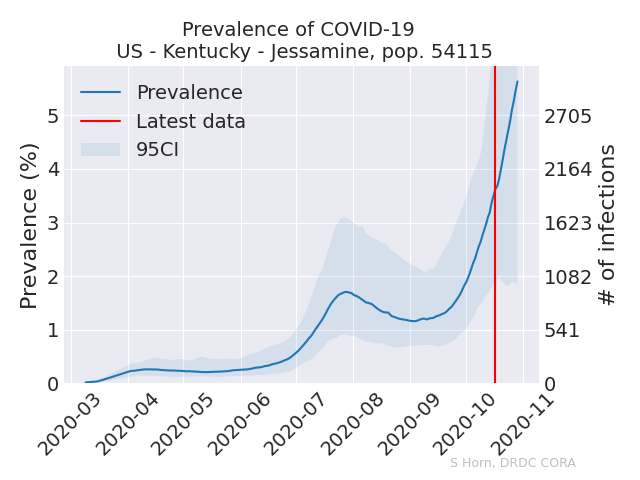 Prevalence of COVID-19
US - Kentucky - Jessamine, pop. 54115
Prevalence
Latest data
95CI
Prevalence (%)
5
4
3
2
1
0
2705
2164
1623
1082
541
0
# of infections
2020-03
2020-04
2020-05
2020-06
2020-07
2020-08
2020-09
2020-10
2020-11
S Horn, DRDC CORA